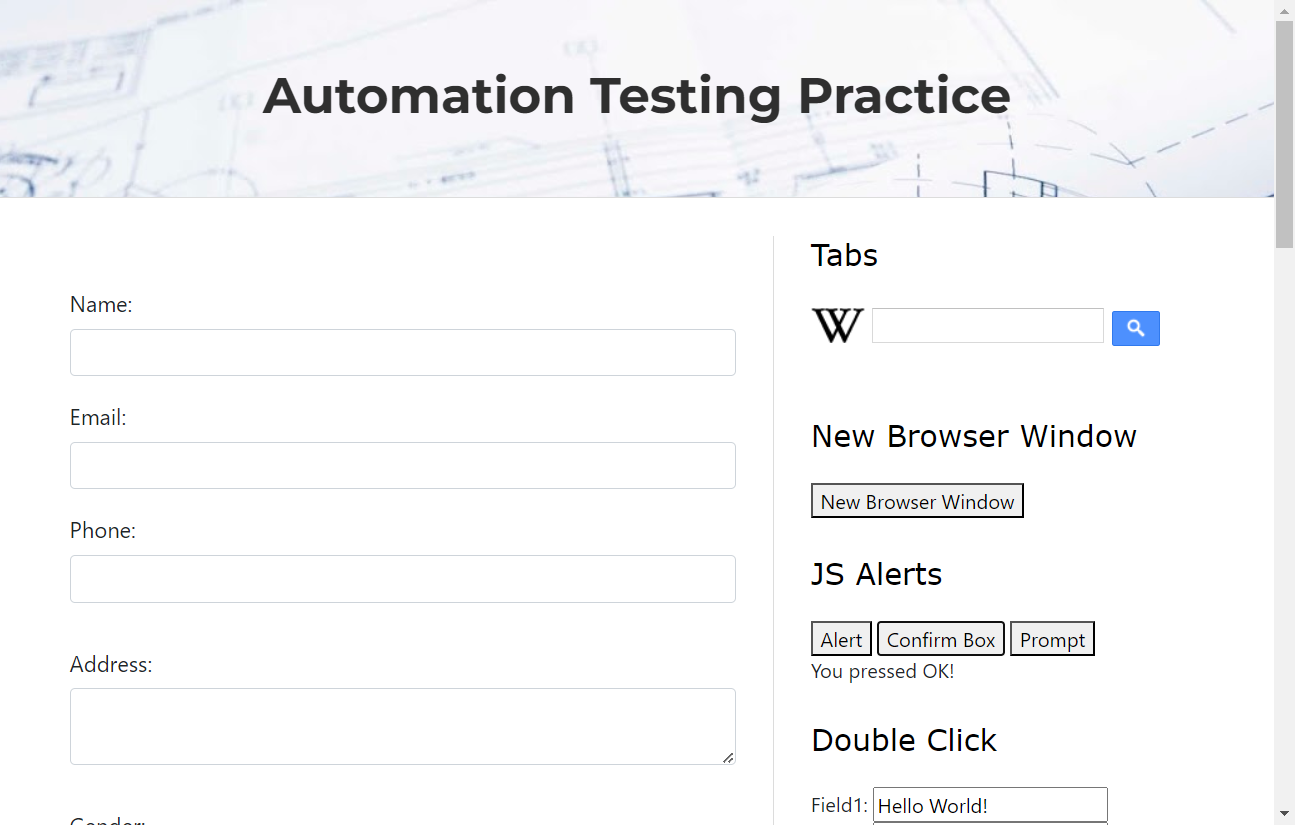 Automation Testing Practice
Name:
Email:
Phone:
Address:
Gender:
Tabs
New Browser Window
New Browser Window
JS Alerts
Alert Confirm Box Prompt
You pressed OK!
Double Click
Field1: Hello World!